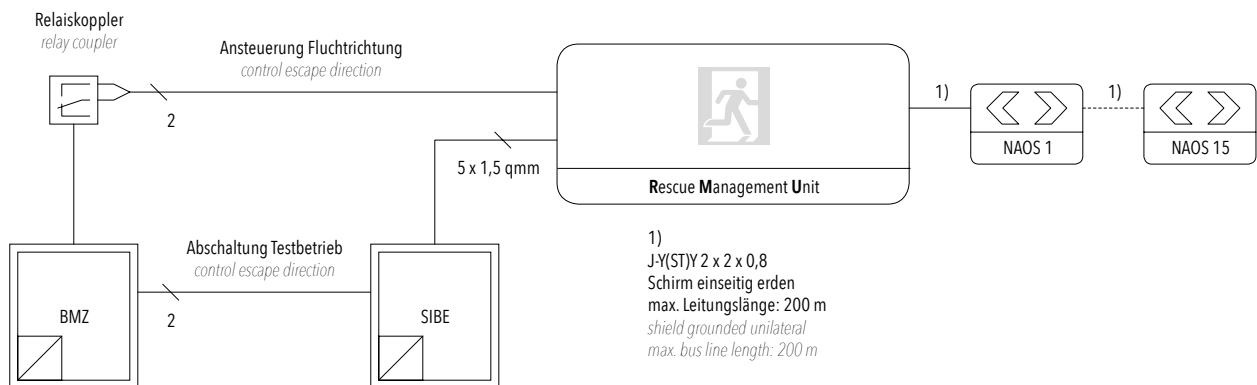 Relaiskoppler
relay coupler
Ansteuerung Fluchtrichtung
control escape direction
2
5 x 1,5 qmm
Rescue Management Unit
1)
NAOS 1
1)
NAOS 15
Abschaltung Testbetrieb
control escape direction
2
BMZ
SIBE
1)
J-Y(ST)Y 2 x 2 x 0,8
Schirm einseitig erden
max. Leitungslänge: 200 m
shield grounded unilateral
max. bus line length: 200 m